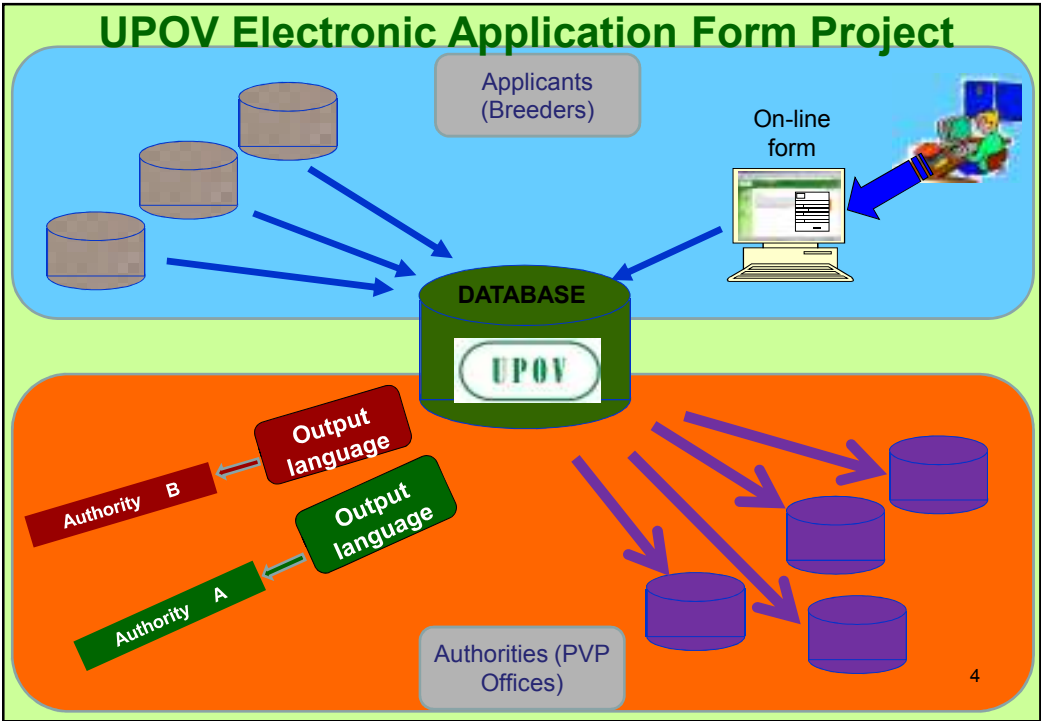 UPOV Electronic Application Form Project
Applicants
(Breeders)
On-line
form
DATABASE
UPOV
Output
language
Authority B
Output
language
Authority A
Authorities (PVP
Offices)
4